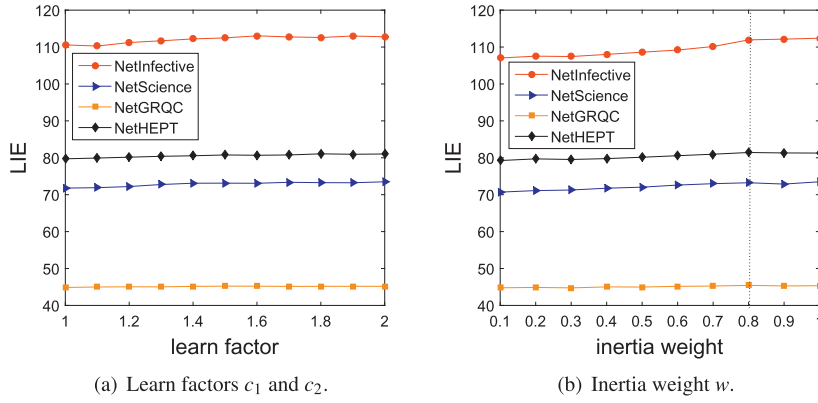 120
110
100
90
80
70
60
50
40
LIE
NetInfective
NetScience
NetGRQC
NetHEPT
1 1.2 1.4 1.6 1.8 2
learn factor
(a) Learn factors c1 and c2.
120
110
100
90
80
70
60
50
40
LIE
NetInfective
NetScience
NetGRQC
NetHEPT
0.1 0.2 0.3 0.4 0.5 0.6 0.7 0.8 0.9 1
inertia weight
(b) Inertia weight w.